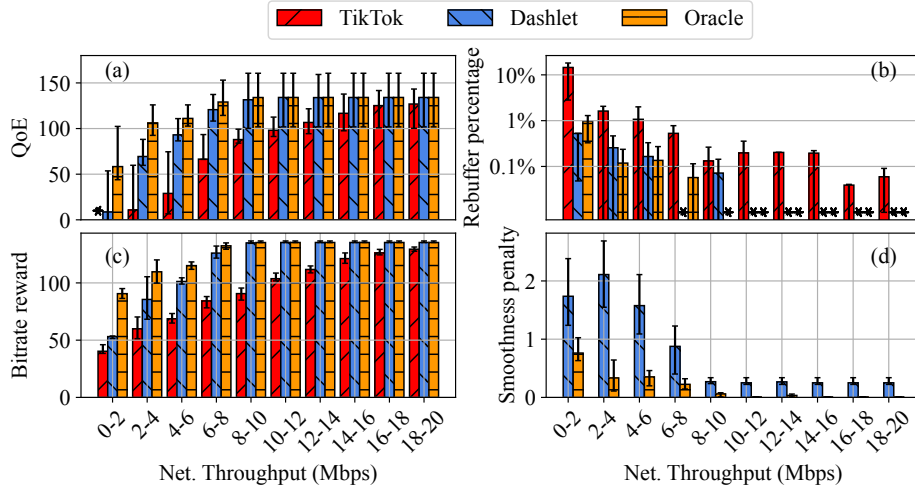 TikTok Dashlet Oracle
(a)
QoE
150
100
50
0
(b)
Rebuffer percentage
10%
1%
0.1%
(c)
Bitrate reward
100
50
0
0-2 2-4 4-6 6-8 8-10 10-12 12-14 14-16 16-18 18-20
Net. Throughput (Mbps)
(d)
Smoothness penalty
2
1
0
0-2 2-4 4-6 6-8 8-10 10-12 12-14 14-16 16-18 18-20
Net. Throughput (Mbps)